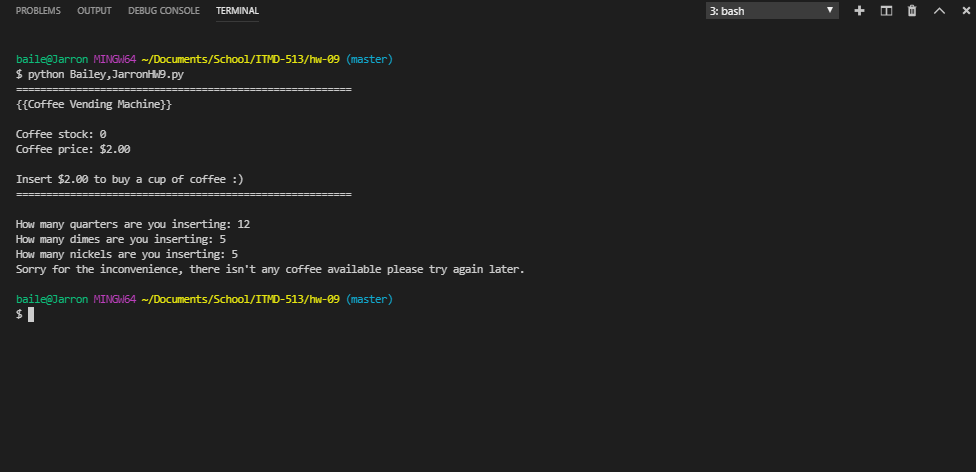 PROBLEMS OUTPUT DEBUG CONSOLE TERMINAL 3: bash
baile@Jarron MINGW64 ~/Documents/School/ITMD-513/hw-09 (master)
$ python Bailey,JarronHW9.py
========================================================
{{Coffee Vending Machine}}
Coffee stock: 0
Coffee price: $2.00
Insert $2.00 to buy a cup of coffee :)
========================================================
How many quarters are you inserting: 12
How many dimes are you inserting: 5
How many nickels are you inserting: 5
Sorry for the inconvenience, there isn't any coffee available please try again later.
baile@Jarron MINGW64 ~/Documents/School/ITMD-513/hw-09 (master)
$